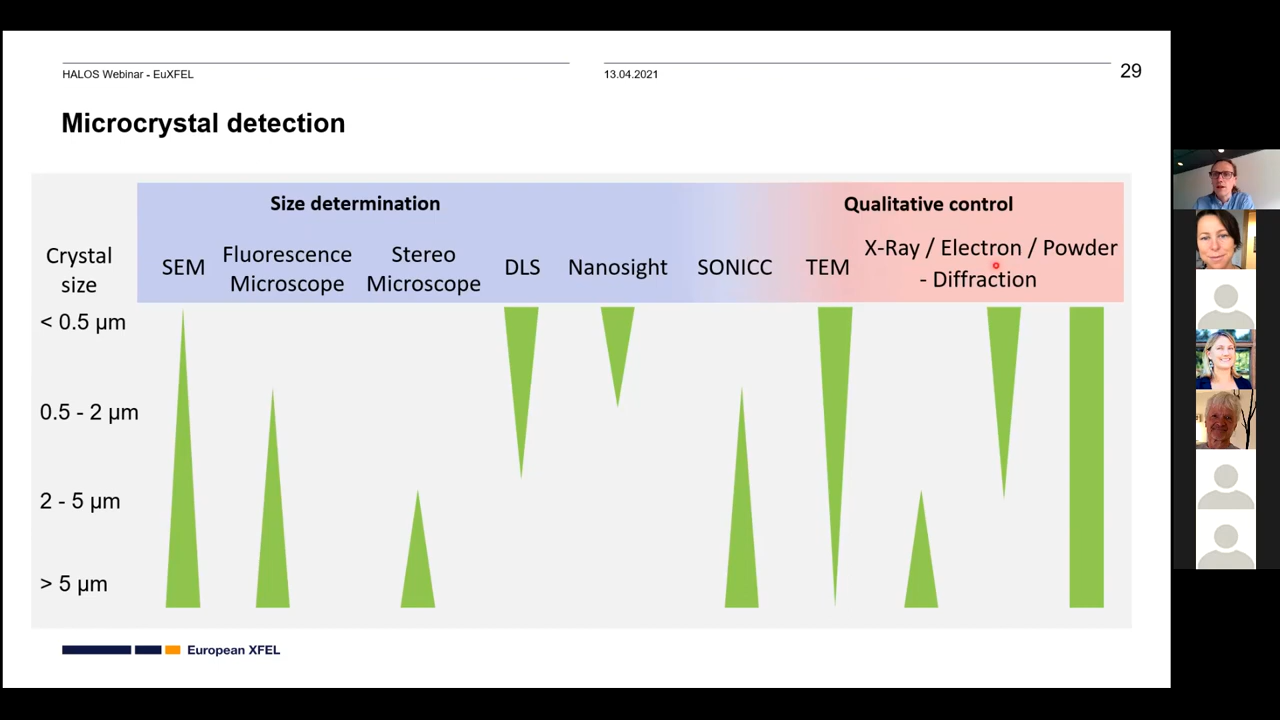 HALOS Webinar - EuXFEL
13.04.2021
29
Microcrystal detection
Size determination
Qualitative control
Crystal
size
SEM
Fluorescence
Microscope
Stereo
Microscope
DLS
Nanosight
SONICC
TEM
X-Ray / Electron / Powder
- Diffraction
< 0.5 µm
0.5 - 2 µm
2 - 5 µm
> 5 µm
European XFEL